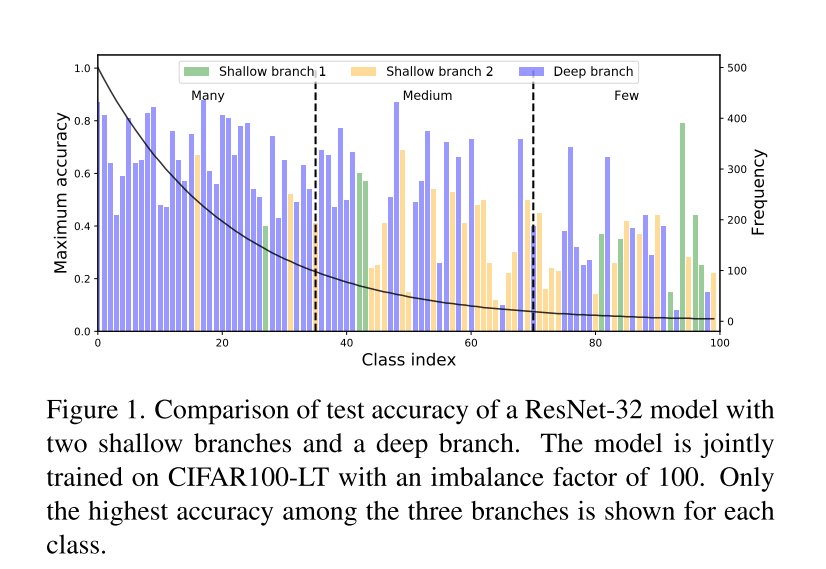 Shallow branch 1 Shallow branch 2 Deep branch
Many Medium Few
1.0
0.8
0.6
0.4
0.2
0.0
Maximum accuracy
0 20 40 60 80 100
Class index
500
400
300
200
100
0
Frequency
Figure 1. Comparison of test accuracy of a ResNet-32 model with
two shallow branches and a deep branch. The model is jointly
trained on CIFAR100-LT with an imbalance factor of 100. Only
the highest accuracy among the three branches is shown for each
class.